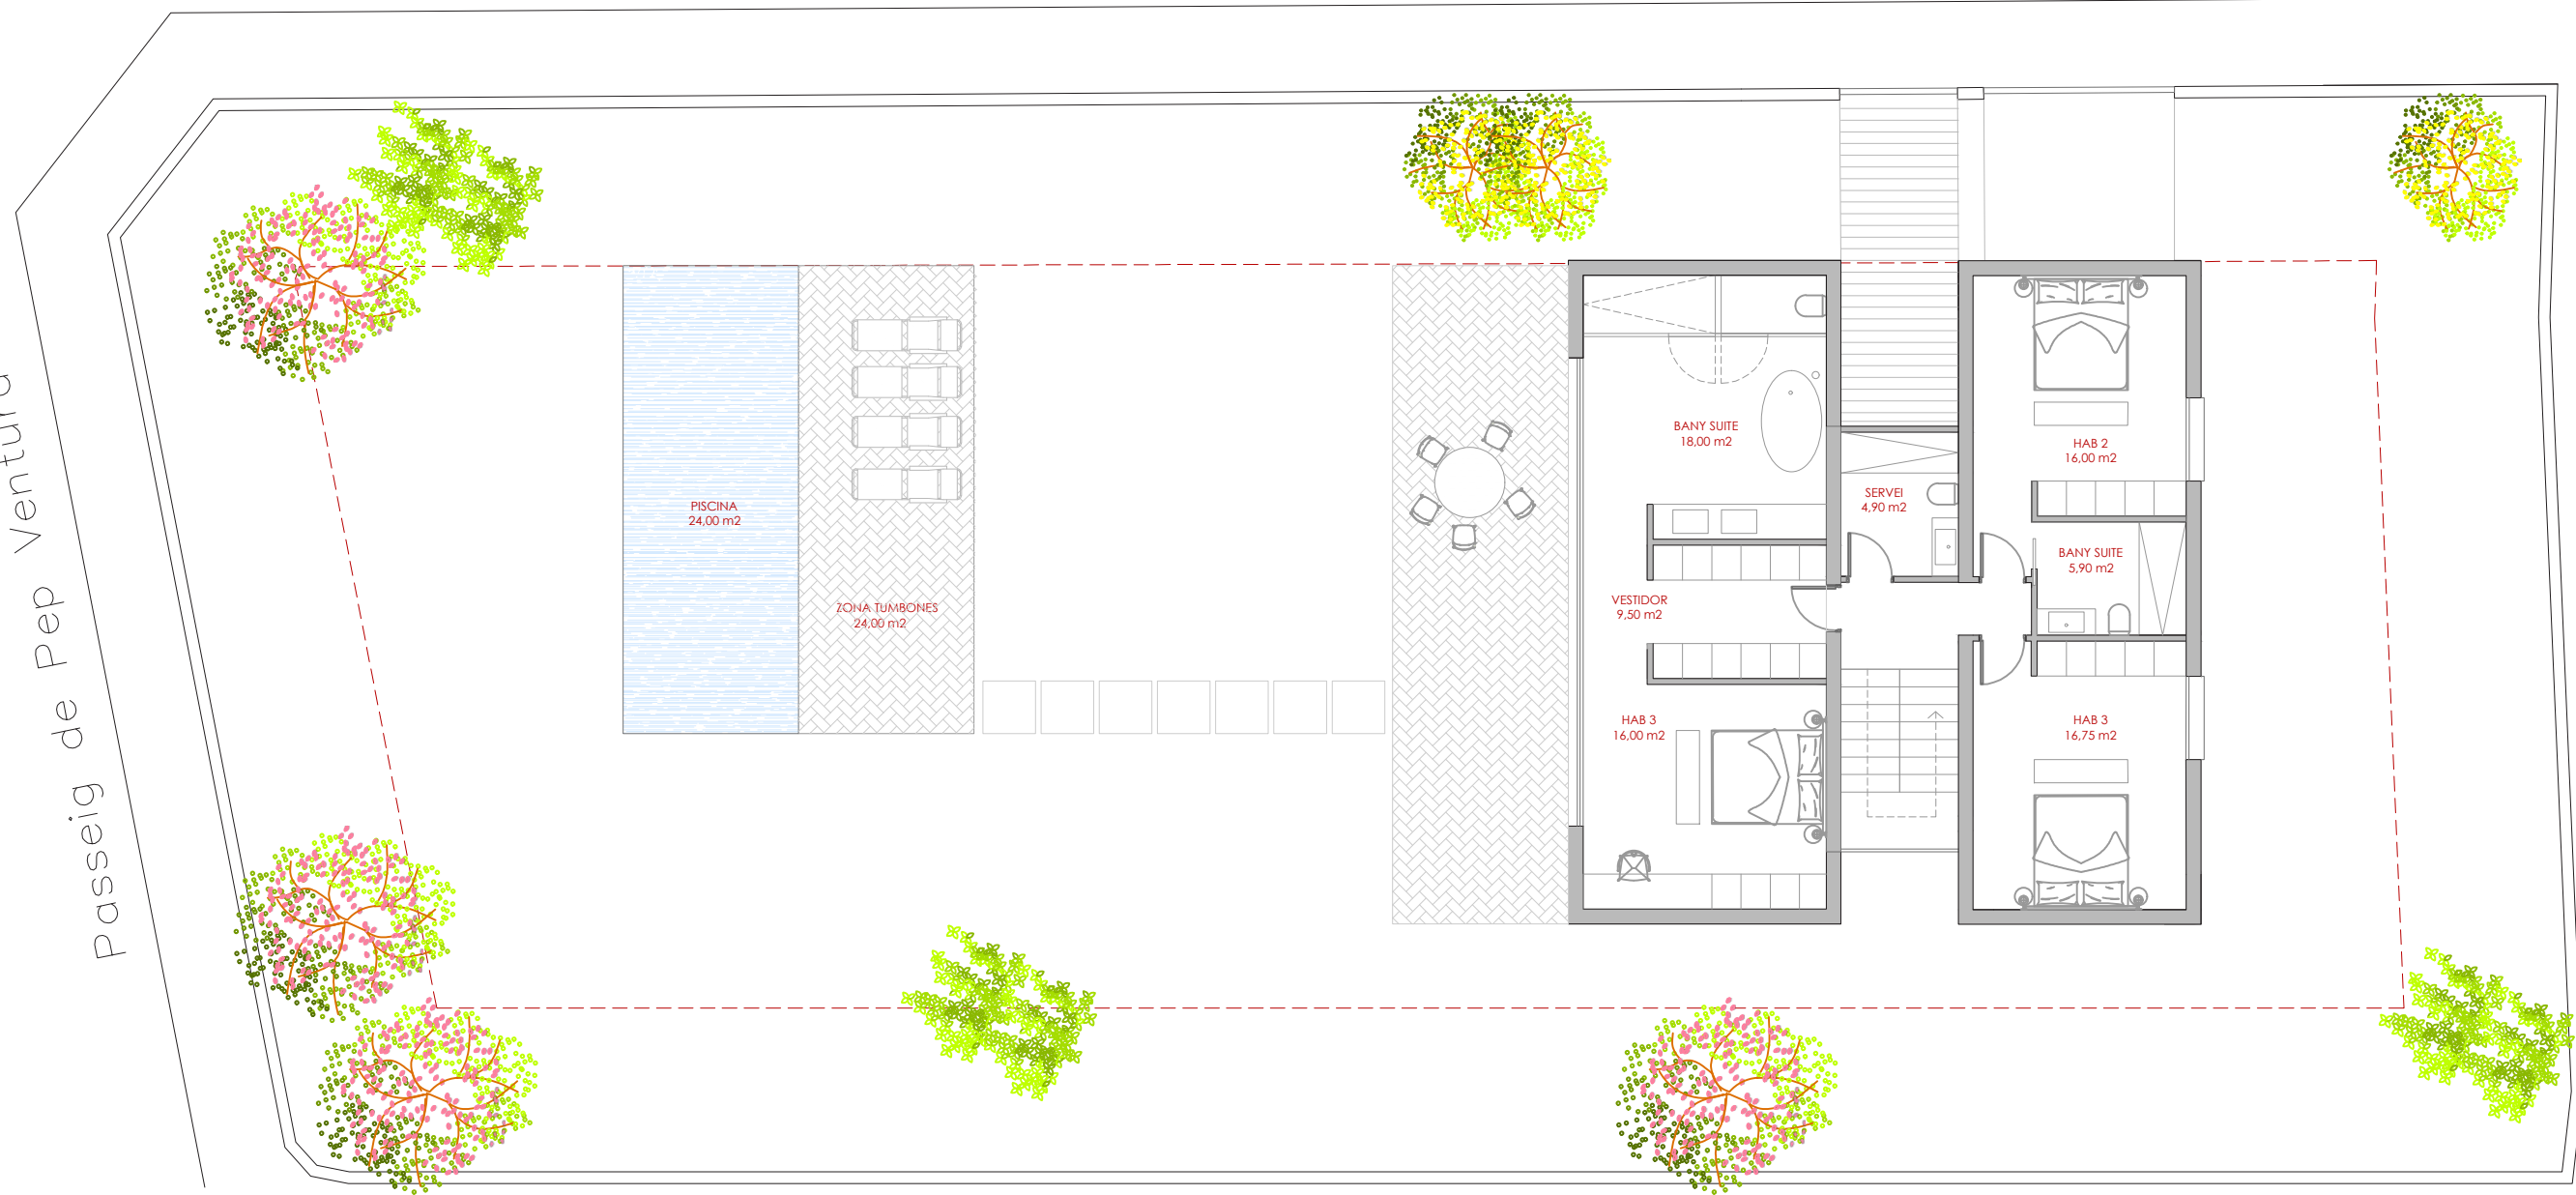 Passeig de Pep Ventura
PISCINA
24,00 m2
ZONA TUMBONES
24,00 m2
BANY SUITE
18,00 m2
VESTIDOR
9,50 m2
HAB 3
16,00 m2
SERVEI
4,90 m2
HAB 2
16,00 m2
BANY SUITE
5,90 m2
HAB 3
16,75 m2